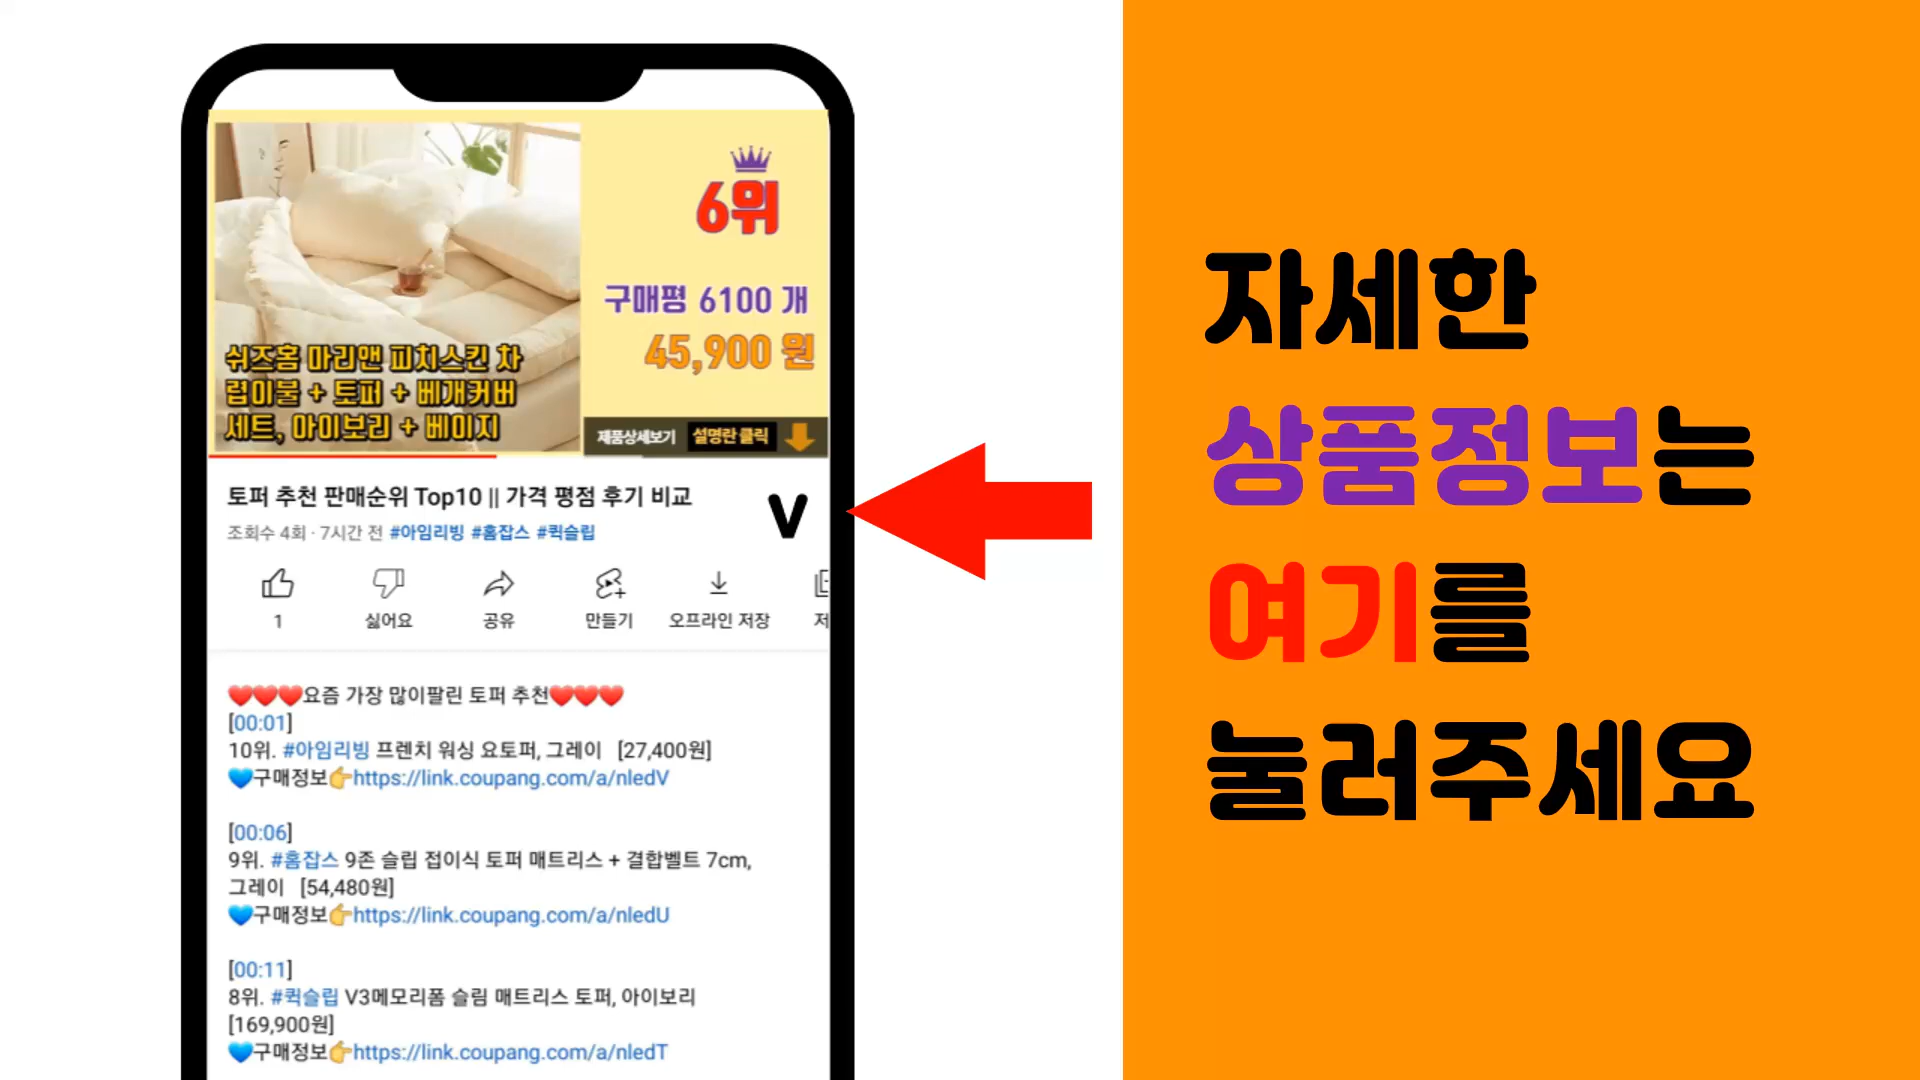 6위
구매평 6100 개
45,900 원
쉬즈홈 마리앤 피치스킨 차
렵이불 + 토퍼 + 베개커버
세트, 아이보리 + 베이지
제품상세보기 설명란 클릭
토퍼 추천 판매순위 Top10 || 가격 평점 후기 비교
V
조회수 4회 · 7시간 전 #아임리빙 #홈잡스 #퀵슬립
1 싫어요 공유 만들기 오프라인 저장 저
❤️❤️❤️요즘 가장 많이팔린 토퍼 추천❤️❤️❤️
[00:01]
10위. #아임리빙 프렌치 워싱 요토퍼, 그레이 [27,400원]
💙구매정보👉https://link.coupang.com/a/nledV
[00:06]
9위. #홈잡스 9존 슬립 접이식 토퍼 매트리스 + 결합벨트 7cm,
그레이 [54,480원]
💙구매정보👉https://link.coupang.com/a/nledU
[00:11]
8위. #퀵슬립 V3메모리폼 슬림 매트리스 토퍼, 아이보리
[169,900원]
💙구매정보👉https://link.coupang.com/a/nledT
자세한
상품정보는
여기를
눌러주세요